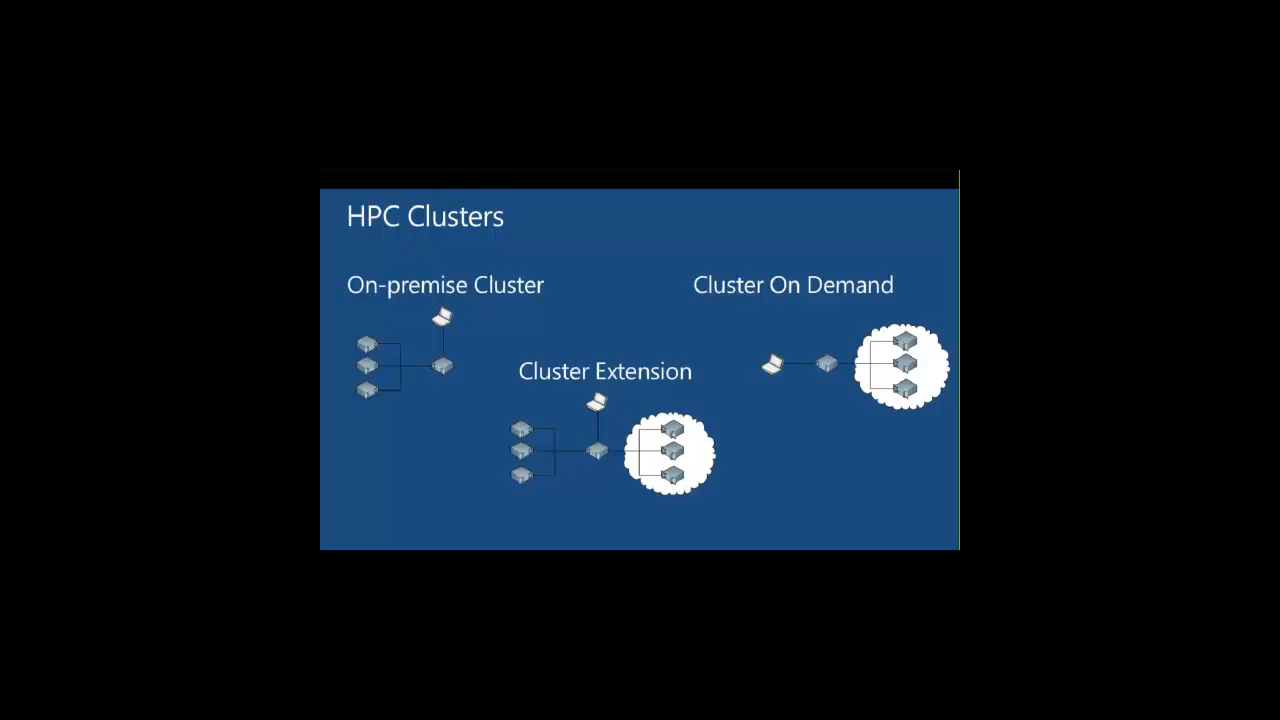 HPC Clusters
On-premise Cluster
Cluster On Demand
Cluster Extension